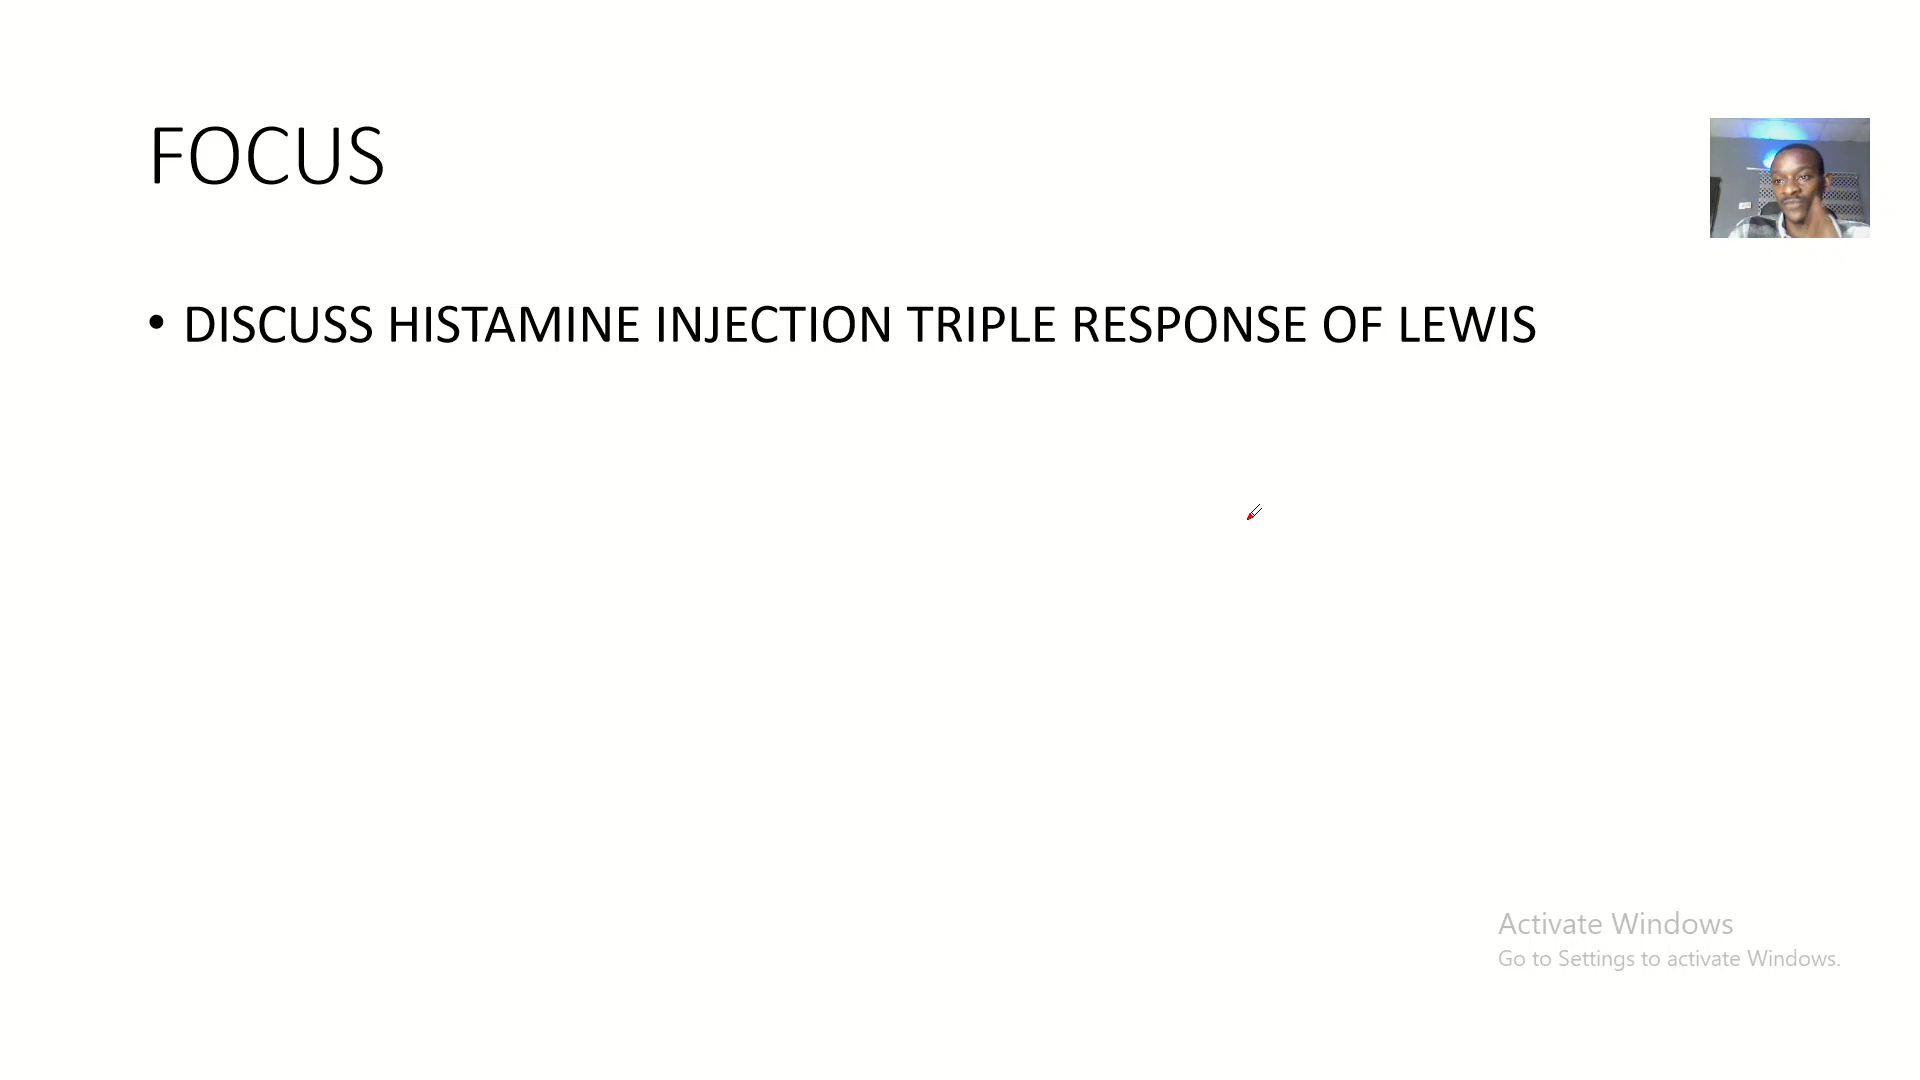 FOCUS
• DISCUSS HISTAMINE INJECTION TRIPLE RESPONSE OF LEWIS
Activate Windows
Go to Settings to activate Windows.